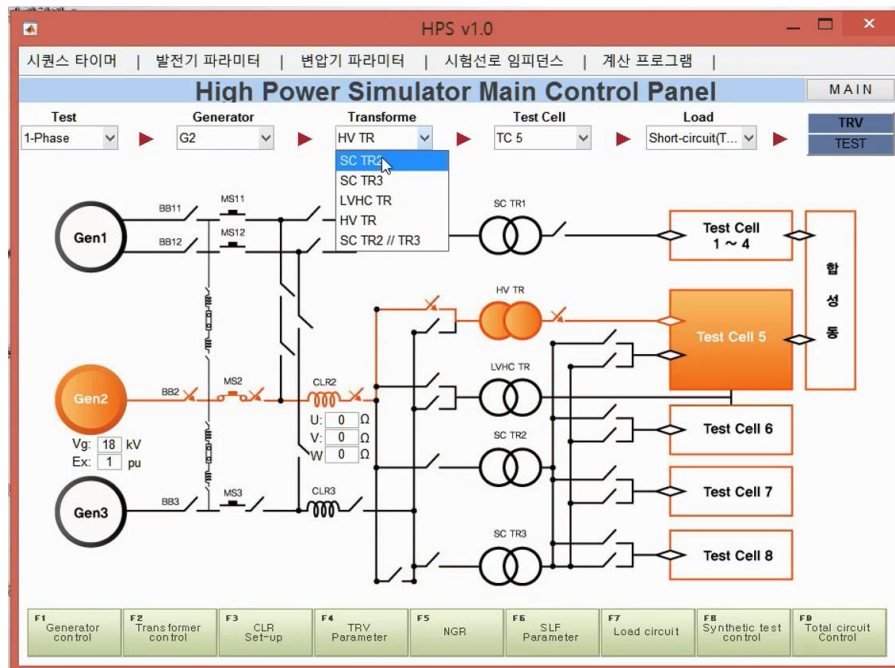 HPS v1.0
시퀀스 타이머 | 발전기 파라미터 | 변압기 파라미터 | 시험선로 임피던스 | 계산 프로그램 |
High Power Simulator Main Control Panel
MAIN
Test Generator Transforme Test Cell Load
1-Phase G2 HV TR TC 5 Short-circuit(T...
TRV
TEST
SC TR2
SC TR3
LVHC TR
HV TR
SC TR2 // TR3
BB11 MS11 SC TR1
Gen1
BB12 MS12
Test Cell
1 ~ 4
합
성
동
HV TR
Test Cell 5
LVHC TR
Gen2
BB2 MS2 CLR2
U: 0 Ω
V: 0 Ω
W 0 Ω
Vg: 18 kV
Ex: 1 pu
SC TR2
Test Cell 6
Gen3
BB3 MS3 CLR3
Test Cell 7
SC TR3
Test Cell 8
F1 Generator control
F2 Transformer control
F3 CLR Set-up
F4 TRV Parameter
F5 NGR
F6 SLF Parameter
F7 Load circuit
F8 Synthetic test control
F9 Total circuit Control